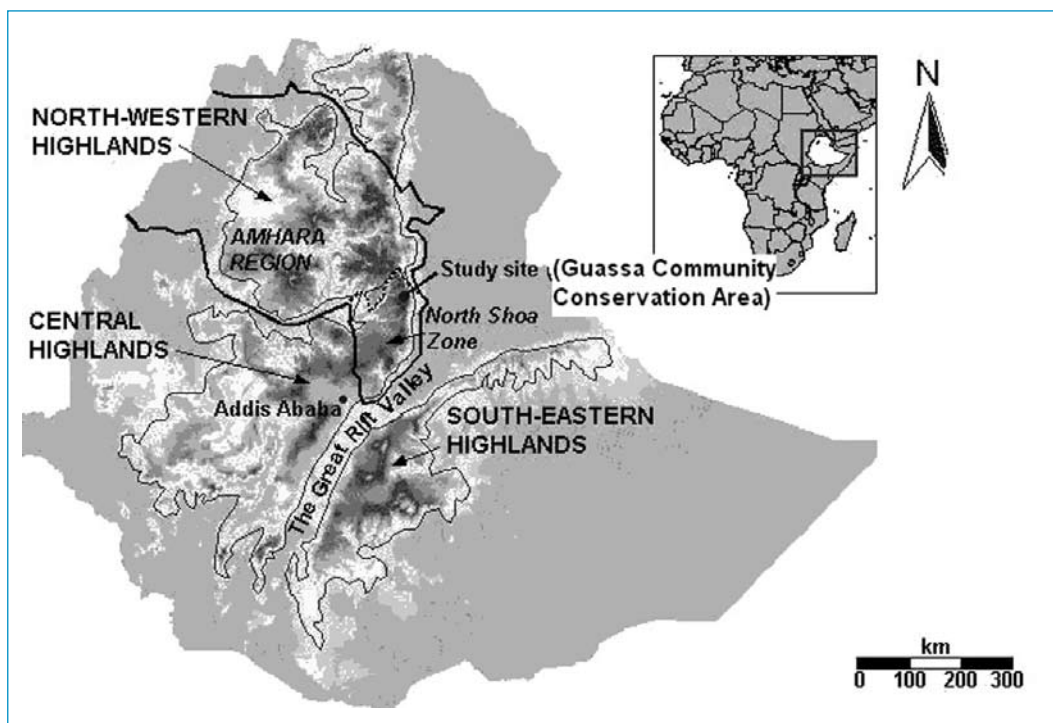 N
NORTH-WESTERN
HIGHLANDS
AMHARA
REGION
Study site
(Guassa Community
Conservation Area)
North Shoa
Zone
CENTRAL
HIGHLANDS
Addis Ababa
The Great Rift Valley
SOUTH-EASTERN
HIGHLANDS
km
0 100 200 300